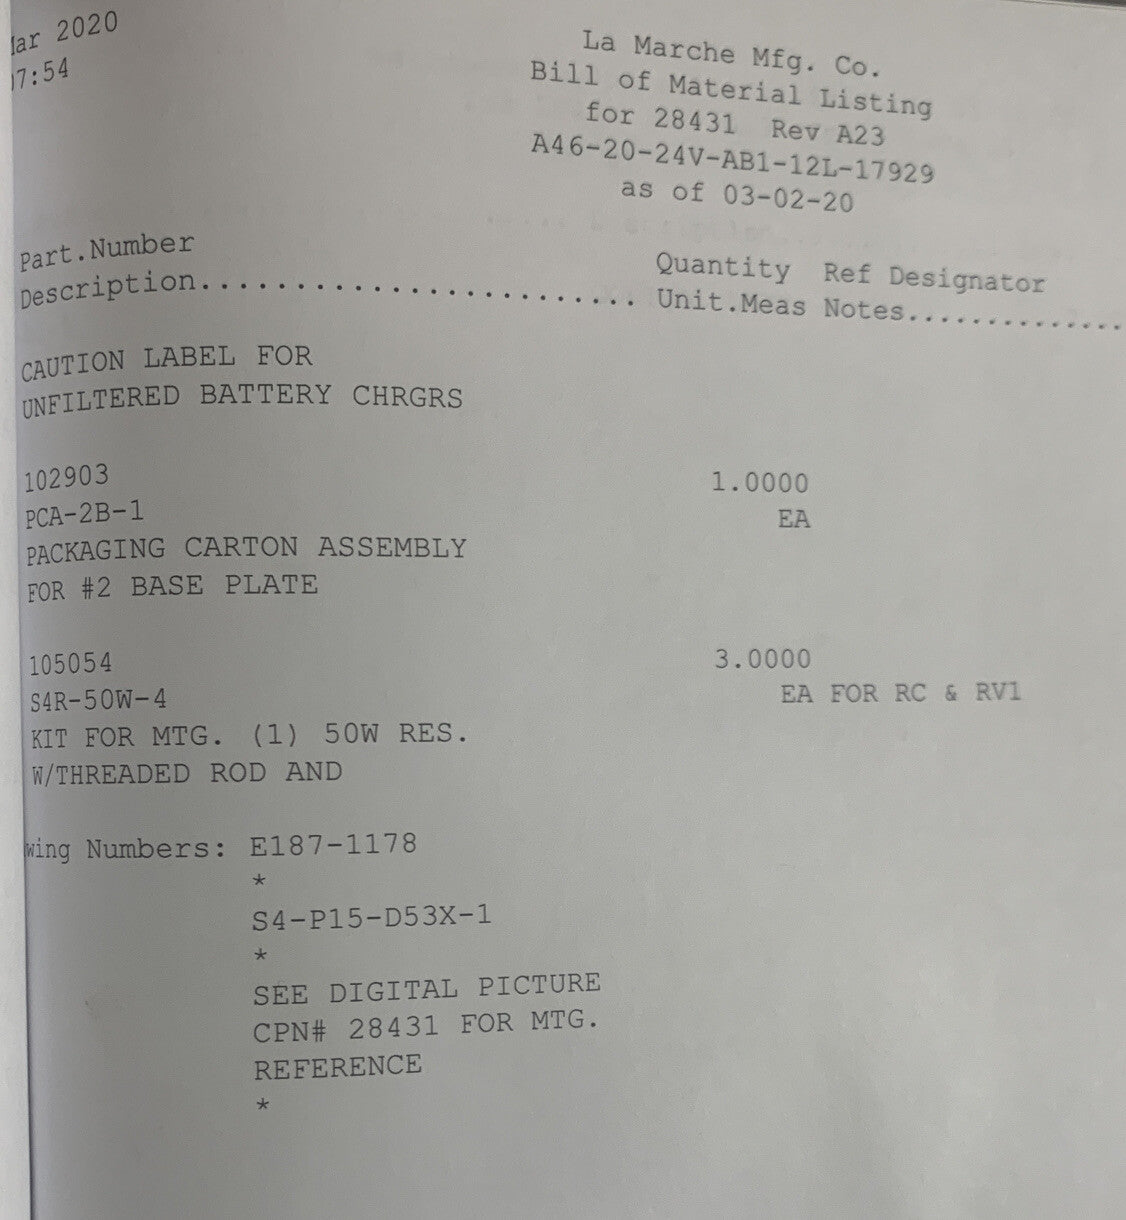 2020
7:54
La Marche Mfg. Co.
Bill of Material Listing
for 28431 Rev A23
A46-20-24V-AB1-12L-17929
as of 03-02-20
Part.Number
Quantity Ref Designator
Description............................ Unit.Meas Notes..............
CAUTION LABEL FOR
UNFILTERED BATTERY CHRGRS
102903 1.0000
PCA-2B-1 EA
PACKAGING CARTON ASSEMBLY
FOR #2 BASE PLATE
105054 3.0000
S4R-50W-4 EA FOR RC & RV1
KIT FOR MTG. (1) 50W RES.
W/THREADED ROD AND
wing Numbers: E187-1178
*
S4-P15-D53X-1
*
SEE DIGITAL PICTURE
CPN# 28431 FOR MTG.
REFERENCE
*